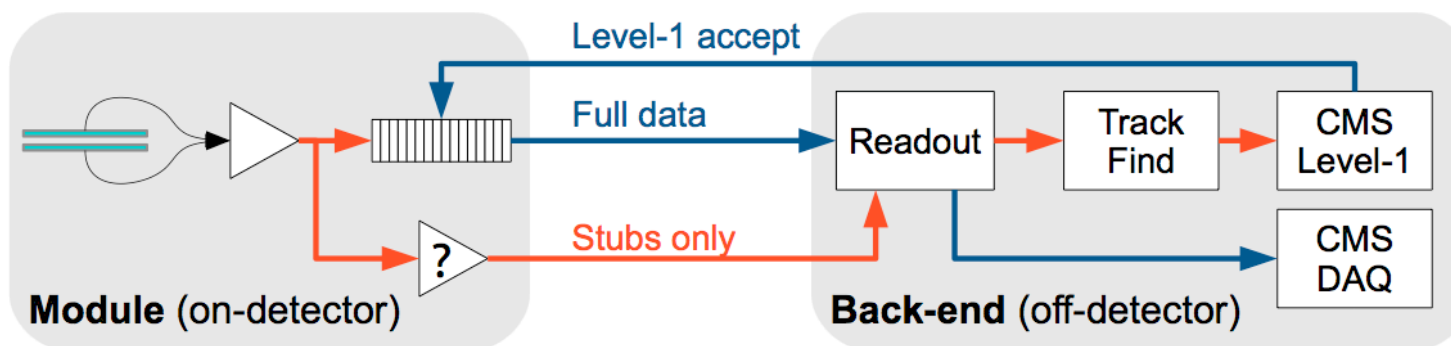 Level-1 accept
Full data
Readout
Track
Find
CMS
Level-1
?
Stubs only
CMS
DAQ
Module (on-detector)
Back-end (off-detector)